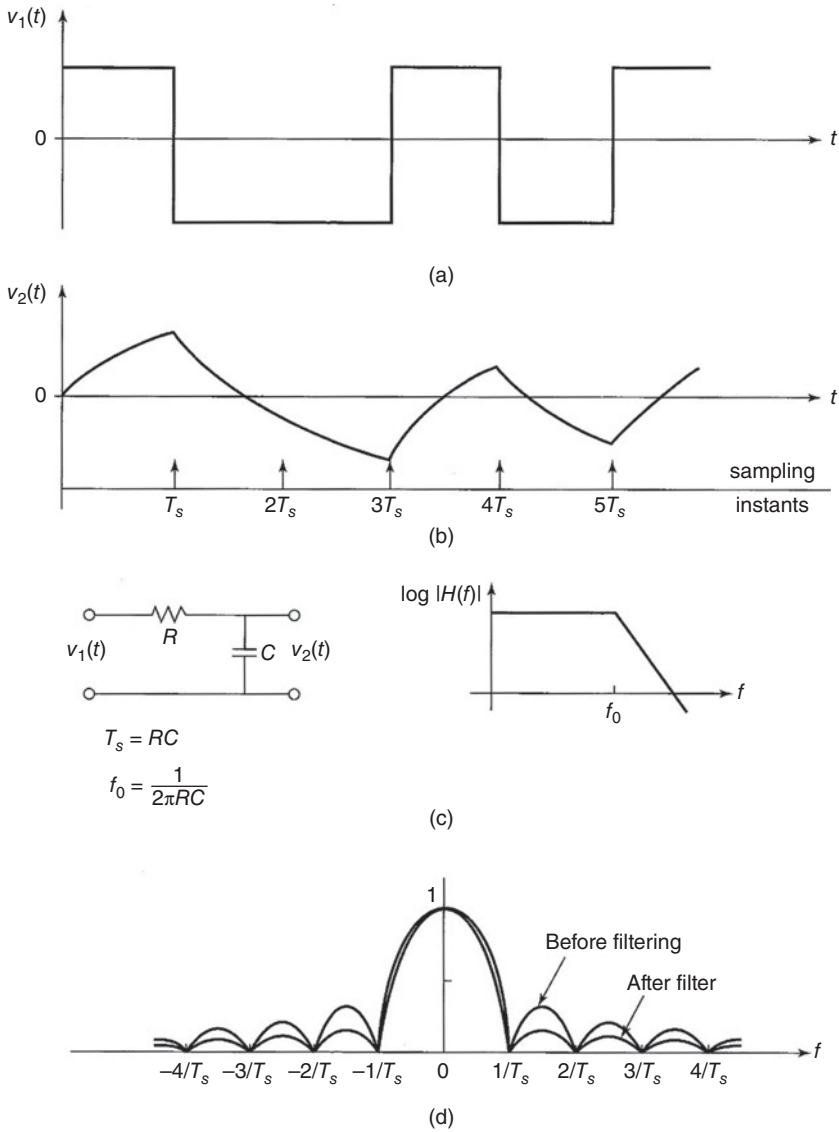 v₁(t)
0
t
(a)
v₂(t)
0
t
sampling
Tₛ 2Tₛ 3Tₛ 4Tₛ 5Tₛ instants
(b)
log |H(f)|
R
v₁(t) C v₂(t)
f
f₀
Tₛ = RC
f₀ = 1/2πRC
(c)
1
Before filtering
After filter
f
−4/Tₛ −3/Tₛ −2/Tₛ −1/Tₛ 0 1/Tₛ 2/Tₛ 3/Tₛ 4/Tₛ
(d)